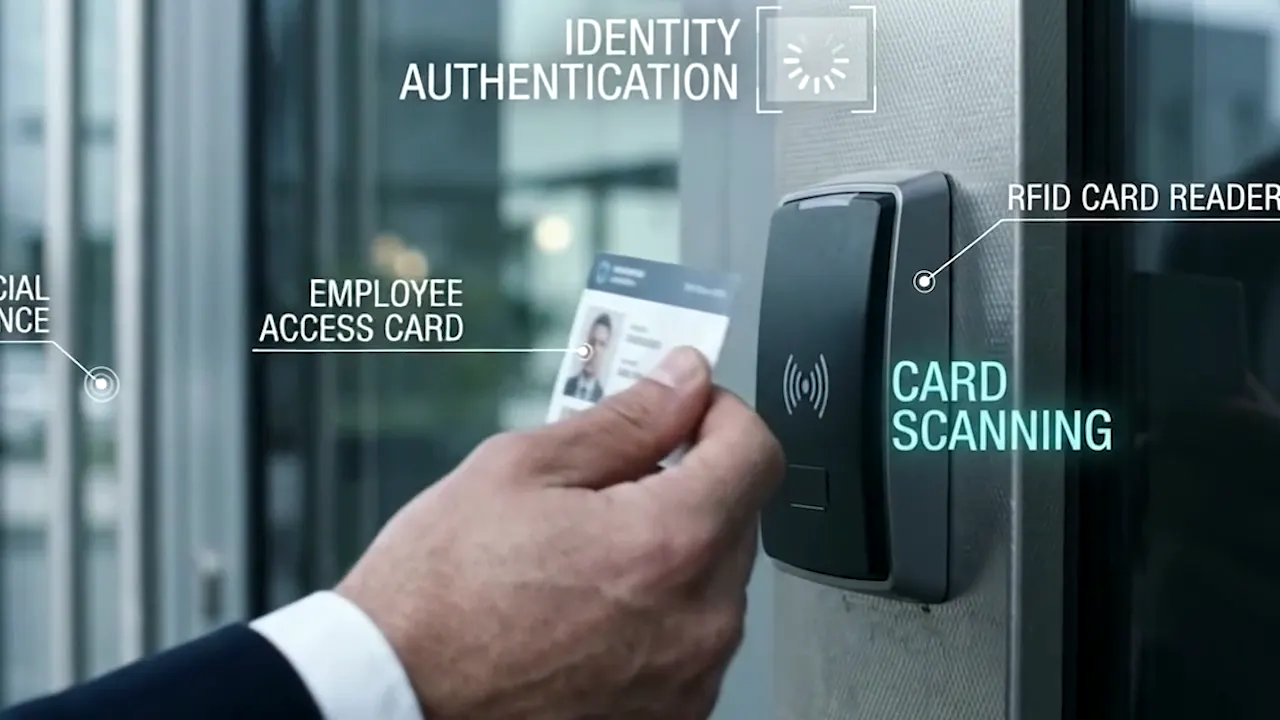 IDENTITY
AUTHENTICATION
RFID CARD READER
CIAL
NCE
EMPLOYEE
ACCESS CARD
CARD
SCANNING